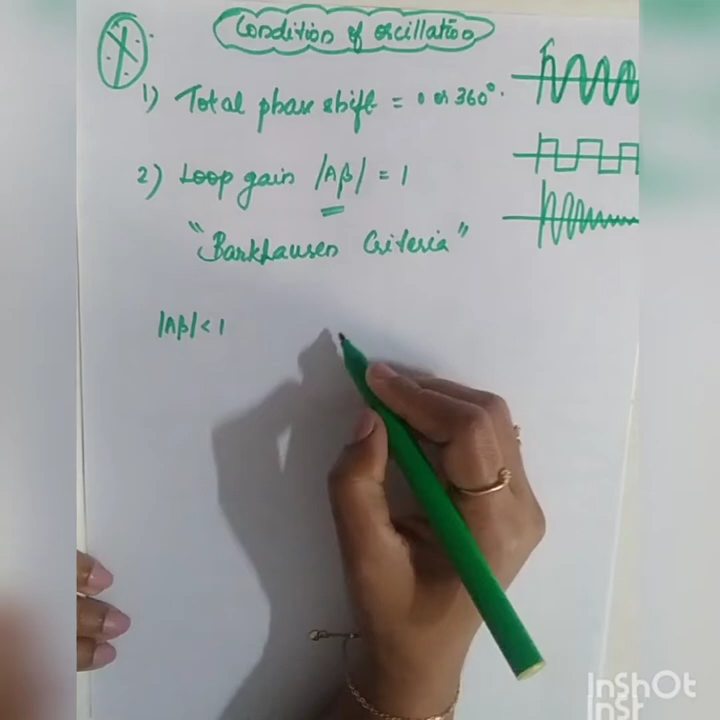 Condition of oscillation
1) Total phase shift = 0 or 360°.
2) Loop gain |Aβ| = 1
"Barkhausen Criteria"
|Aβ| < 1
InShOt
Inst